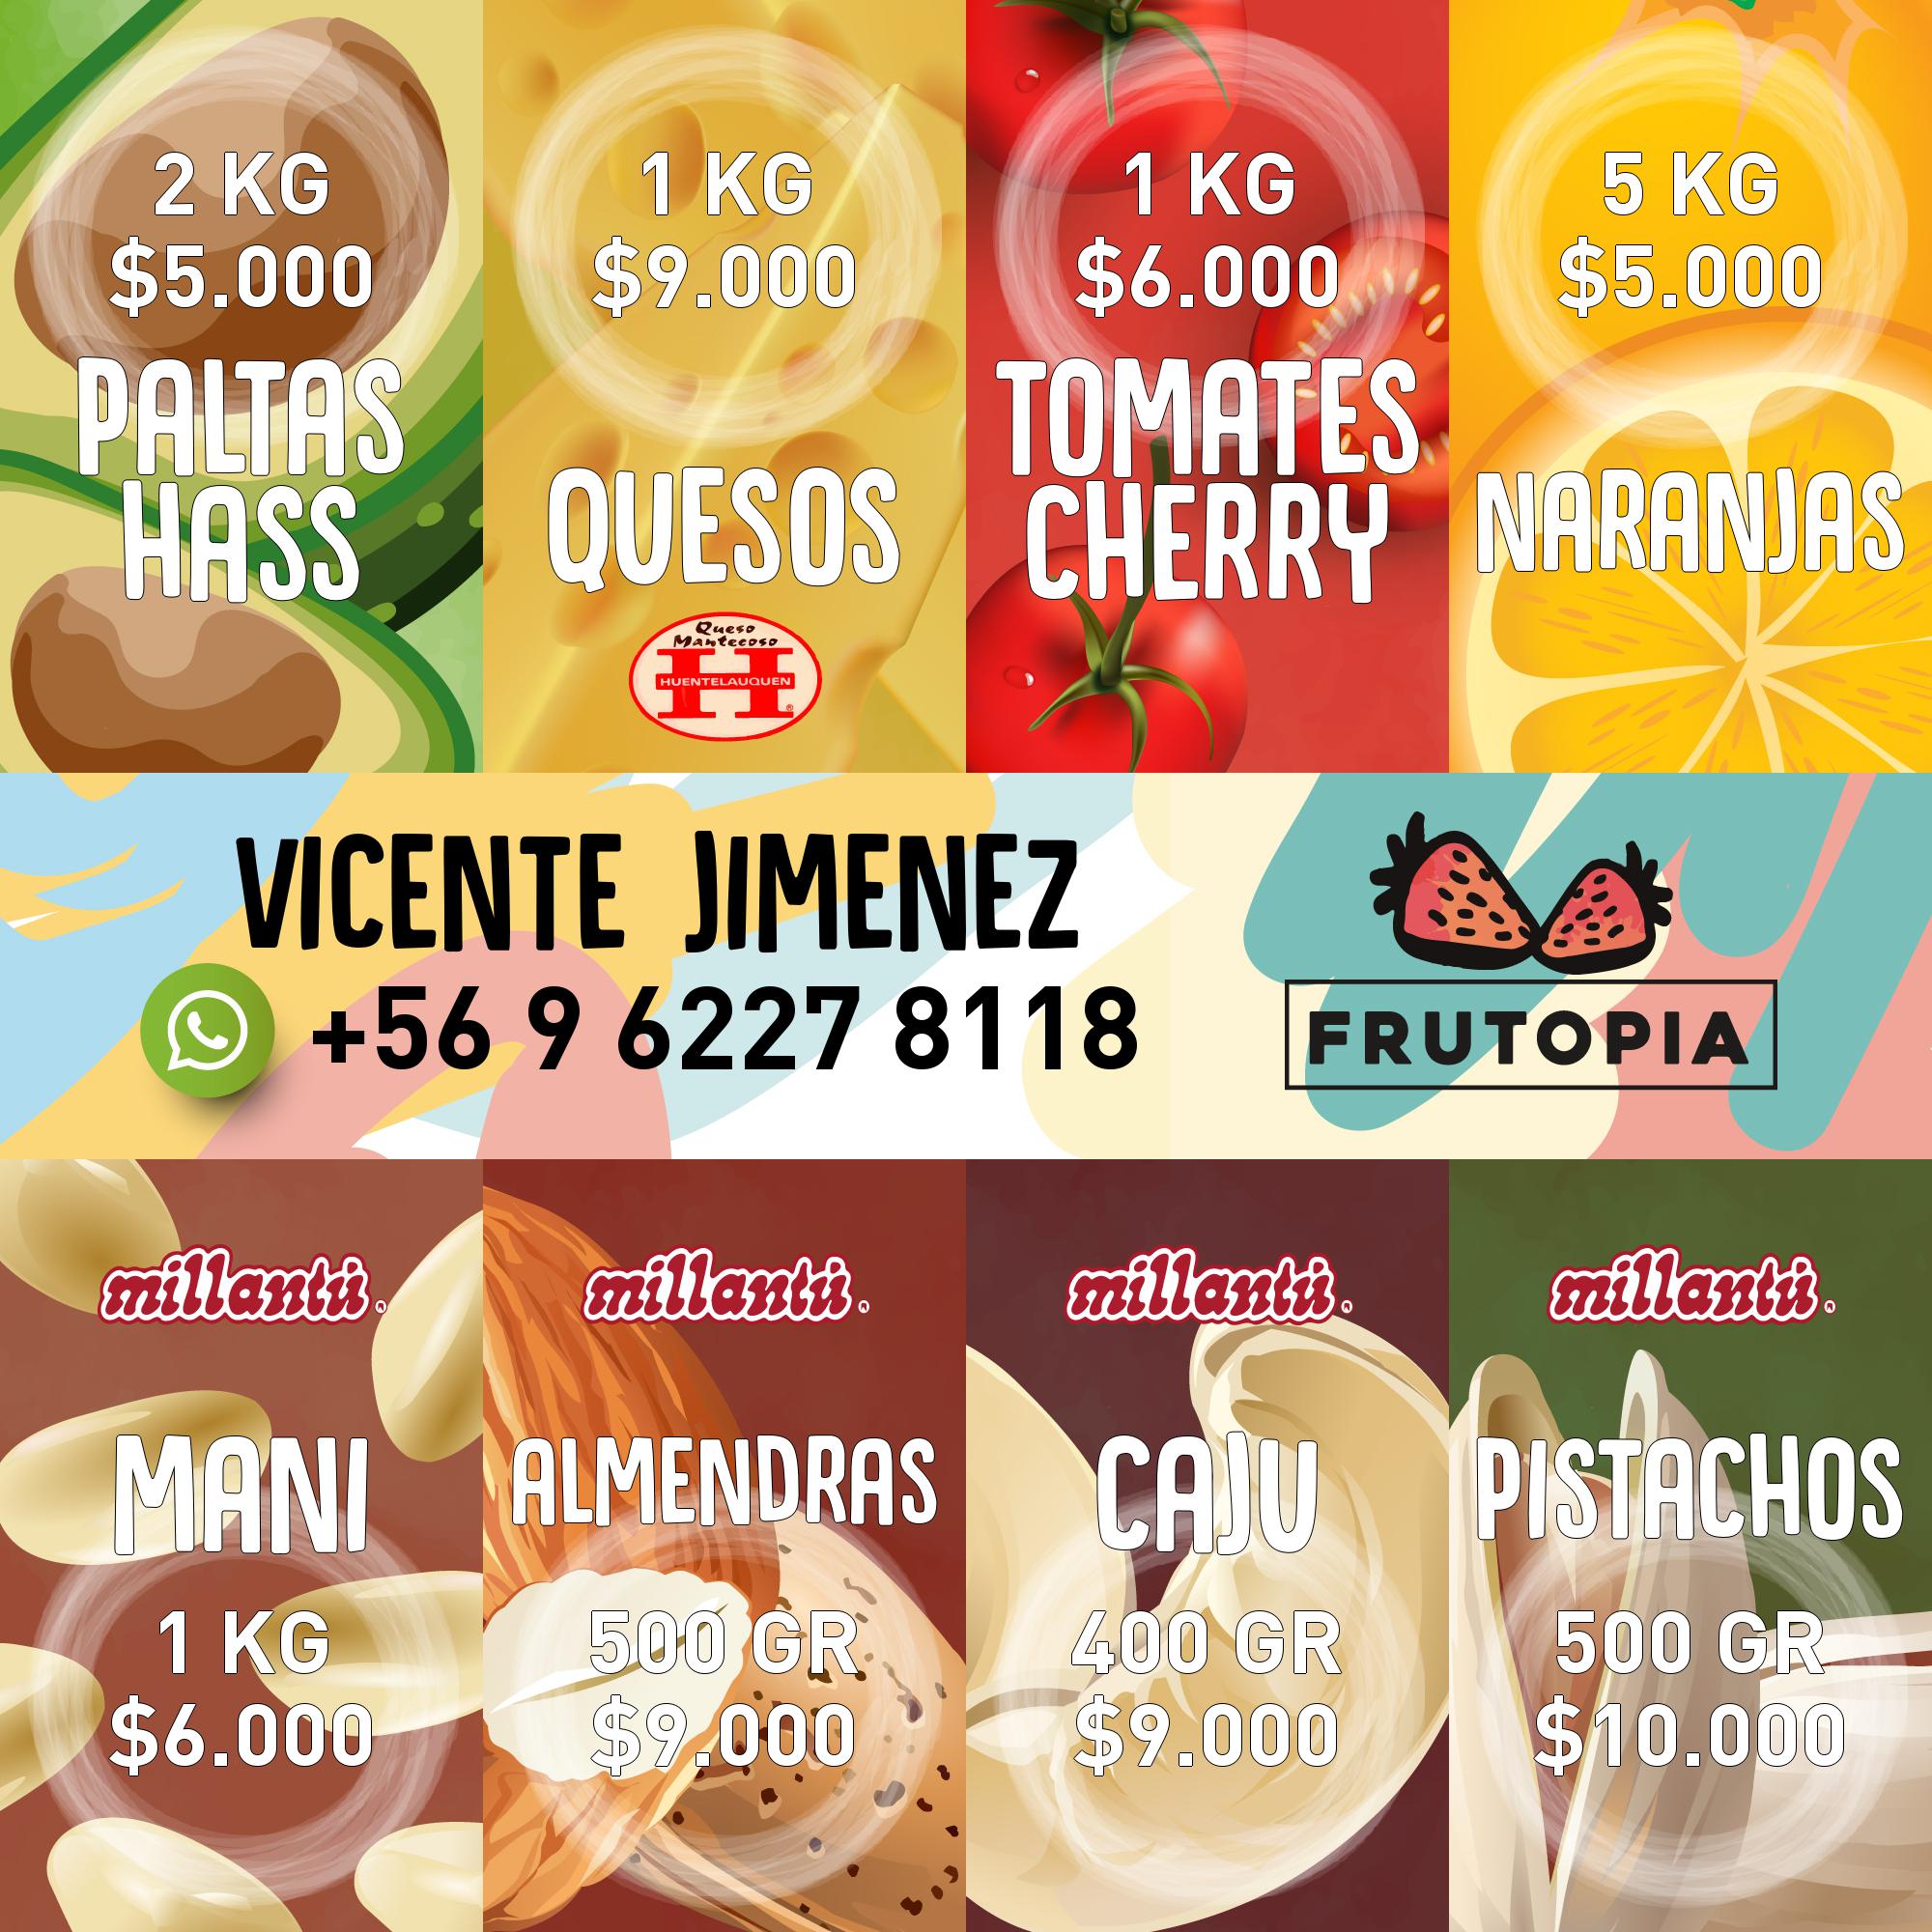 2 KG
$5.000
PALTAS
HASS
1 KG
$9.000
QUESOS
Queso
Mantecoso
H
HUENTELAUQUEN
®
1 KG
$6.000
TOMATES
CHERRY
5 KG
$5.000
NARANJAS
VICENTE JIMENEZ
+56 9 6227 8118
FRUTOPIA
millantú®
MANI
1 KG
$6.000
millantú®
ALMENDRAS
500 GR
$9.000
millantú®
CAJU
400 GR
$9.000
millantú®
PISTACHOS
500 GR
$10.000